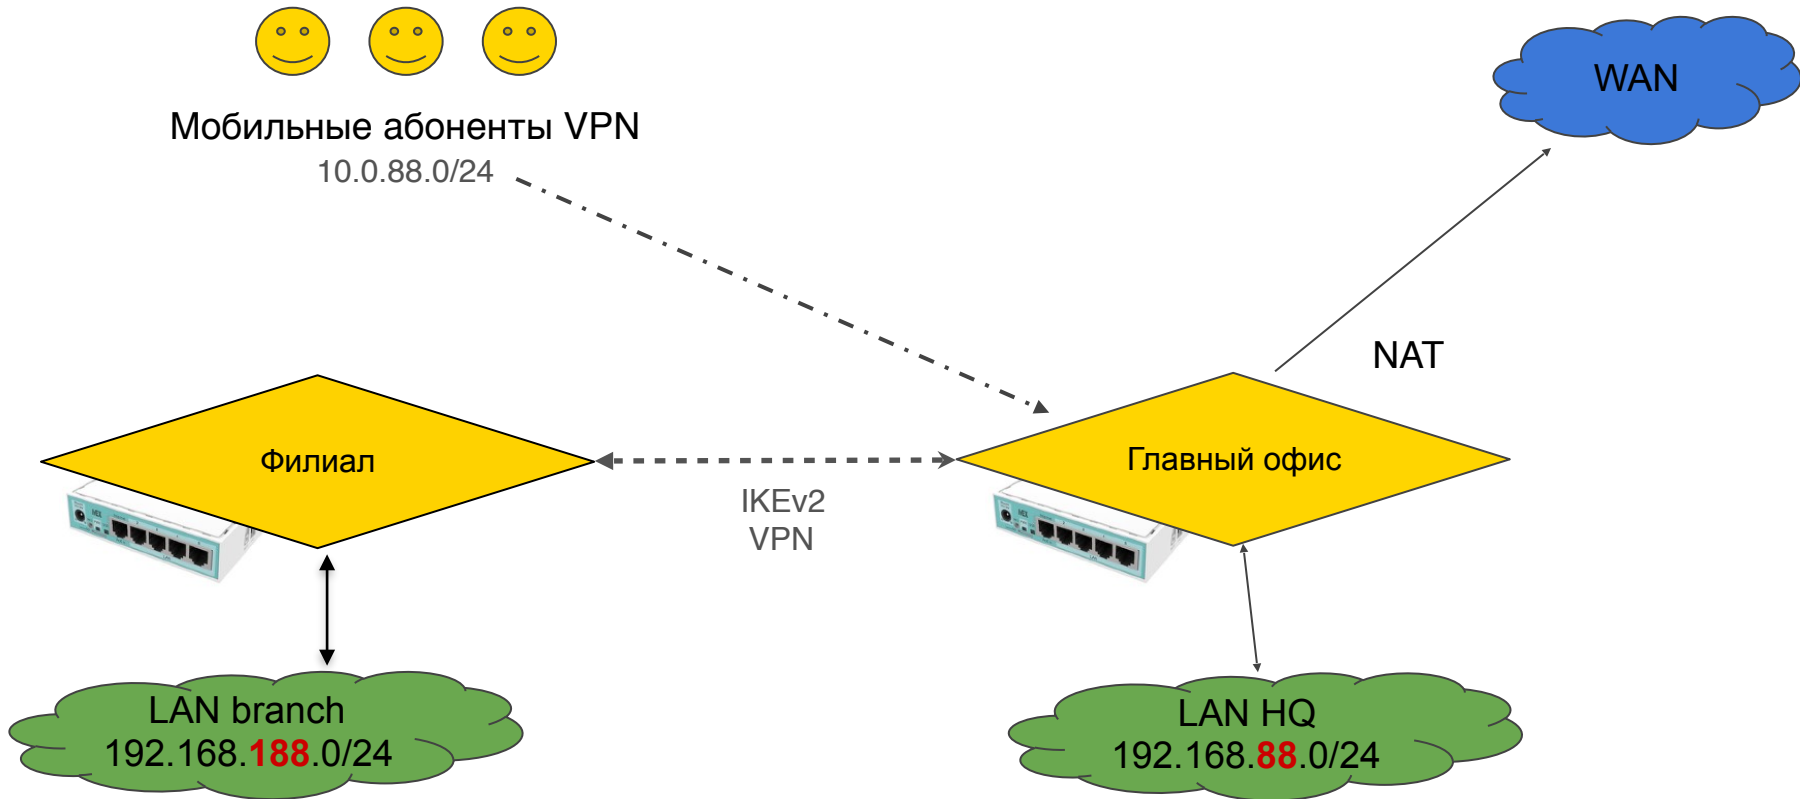 WAN
Мобильные абоненты VPN
10.0.88.0/24
NAT
Филиал
Главный офис
IKEv2
VPN
LAN branch
192.168.188.0/24
LAN HQ
192.168.88.0/24